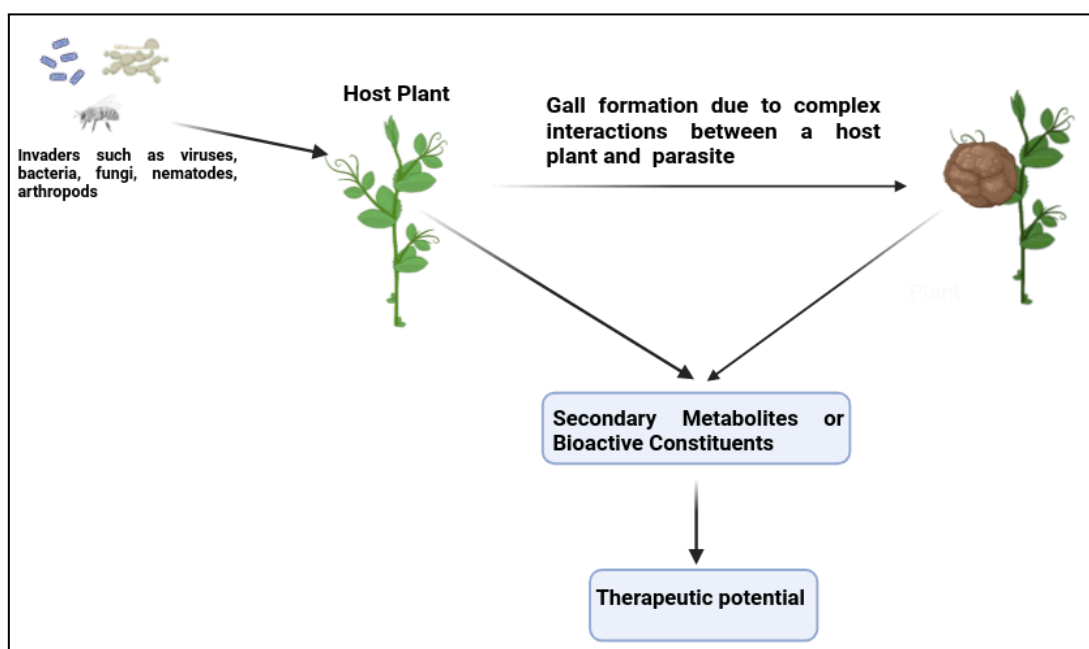 Host Plant
Gall formation due to complex
interactions between a host
plant and parasite
Invaders such as viruses,
bacteria, fungi, nematodes,
arthropods
Plant
Secondary Metabolites or
Bioactive Constituents
Therapeutic potential